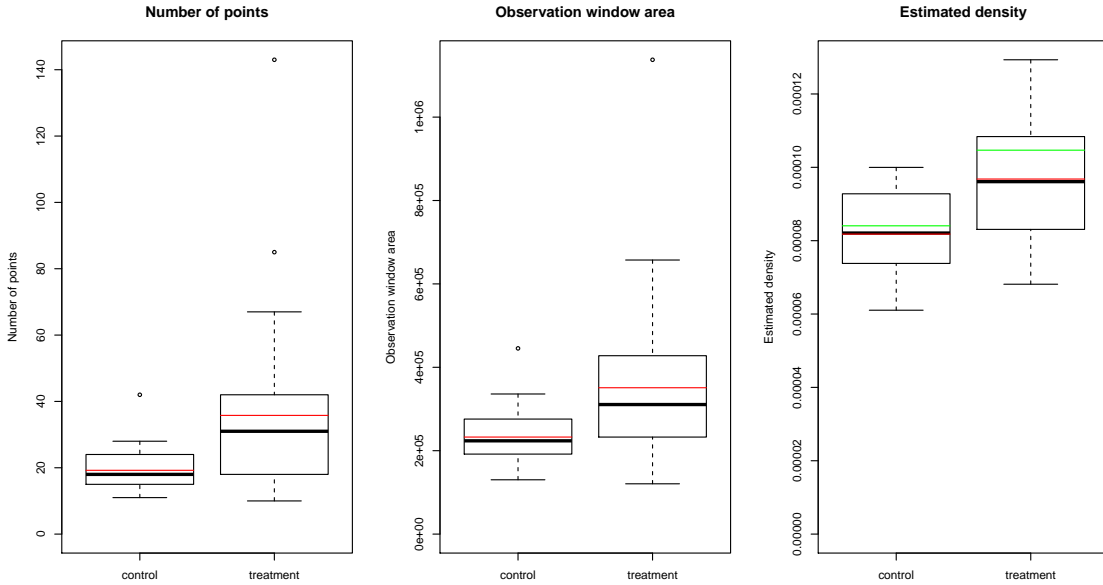 Number of points
Number of points
140
120
100
80
60
40
20
0
control treatment
Observation window area
Observation window area
1e+06
8e+05
6e+05
4e+05
2e+05
0e+00
control treatment
Estimated density
Estimated density
0.00012
0.00010
0.00008
0.00006
0.00004
0.00002
0.00000
control treatment